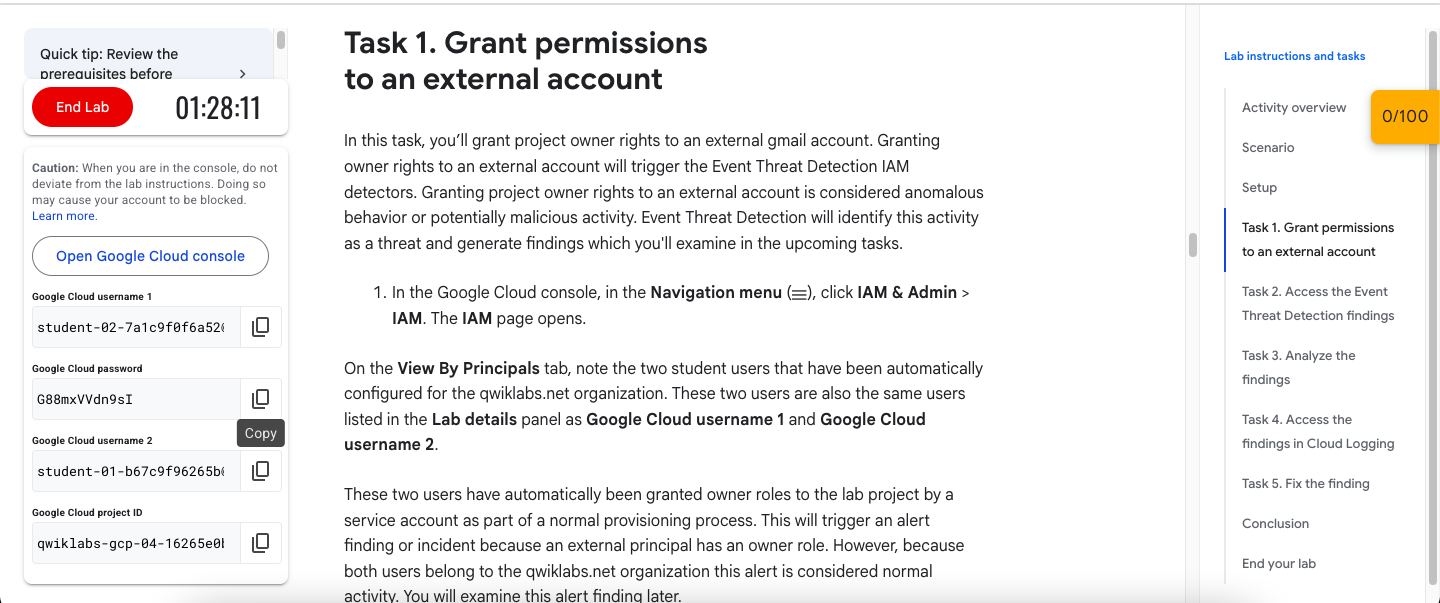 Quick tip: Review the
prerequisites before
End Lab
01:28:11
Caution: When you are in the console, do not
deviate from the lab instructions. Doing so
may cause your account to be blocked.
Learn more.
Open Google Cloud console
Google Cloud username 1
student-02-7a1c9f0f6a52
Google Cloud password
G88mxVVdn9sI
Copy
Google Cloud username 2
student-01-b67c9f96265b
Google Cloud project ID
qwiklabs-gcp-04-16265e0
Task 1. Grant permissions
to an external account
In this task, you’ll grant project owner rights to an external gmail account. Granting
owner rights to an external account will trigger the Event Threat Detection IAM
detectors. Granting project owner rights to an external account is considered anomalous
behavior or potentially malicious activity. Event Threat Detection will identify this activity
as a threat and generate findings which you'll examine in the upcoming tasks.
1. In the Google Cloud console, in the Navigation menu (), click IAM & Admin >
IAM. The IAM page opens.
On the View By Principals tab, note the two student users that have been automatically
configured for the qwiklabs.net organization. These two users are also the same users
listed in the Lab details panel as Google Cloud username 1 and Google Cloud
username 2.
These two users have automatically been granted owner roles to the lab project by a
service account as part of a normal provisioning process. This will trigger an alert
finding or incident because an external principal has an owner role. However, because
both users belong to the qwiklabs.net organization this alert is considered normal
activity. You will examine this alert finding later.
Lab instructions and tasks
0/100
Activity overview
Scenario
Setup
Task 1. Grant permissions
to an external account
Task 2. Access the Event
Threat Detection findings
Task 3. Analyze the
findings
Task 4. Access the
findings in Cloud Logging
Task 5. Fix the finding
Conclusion
End your lab